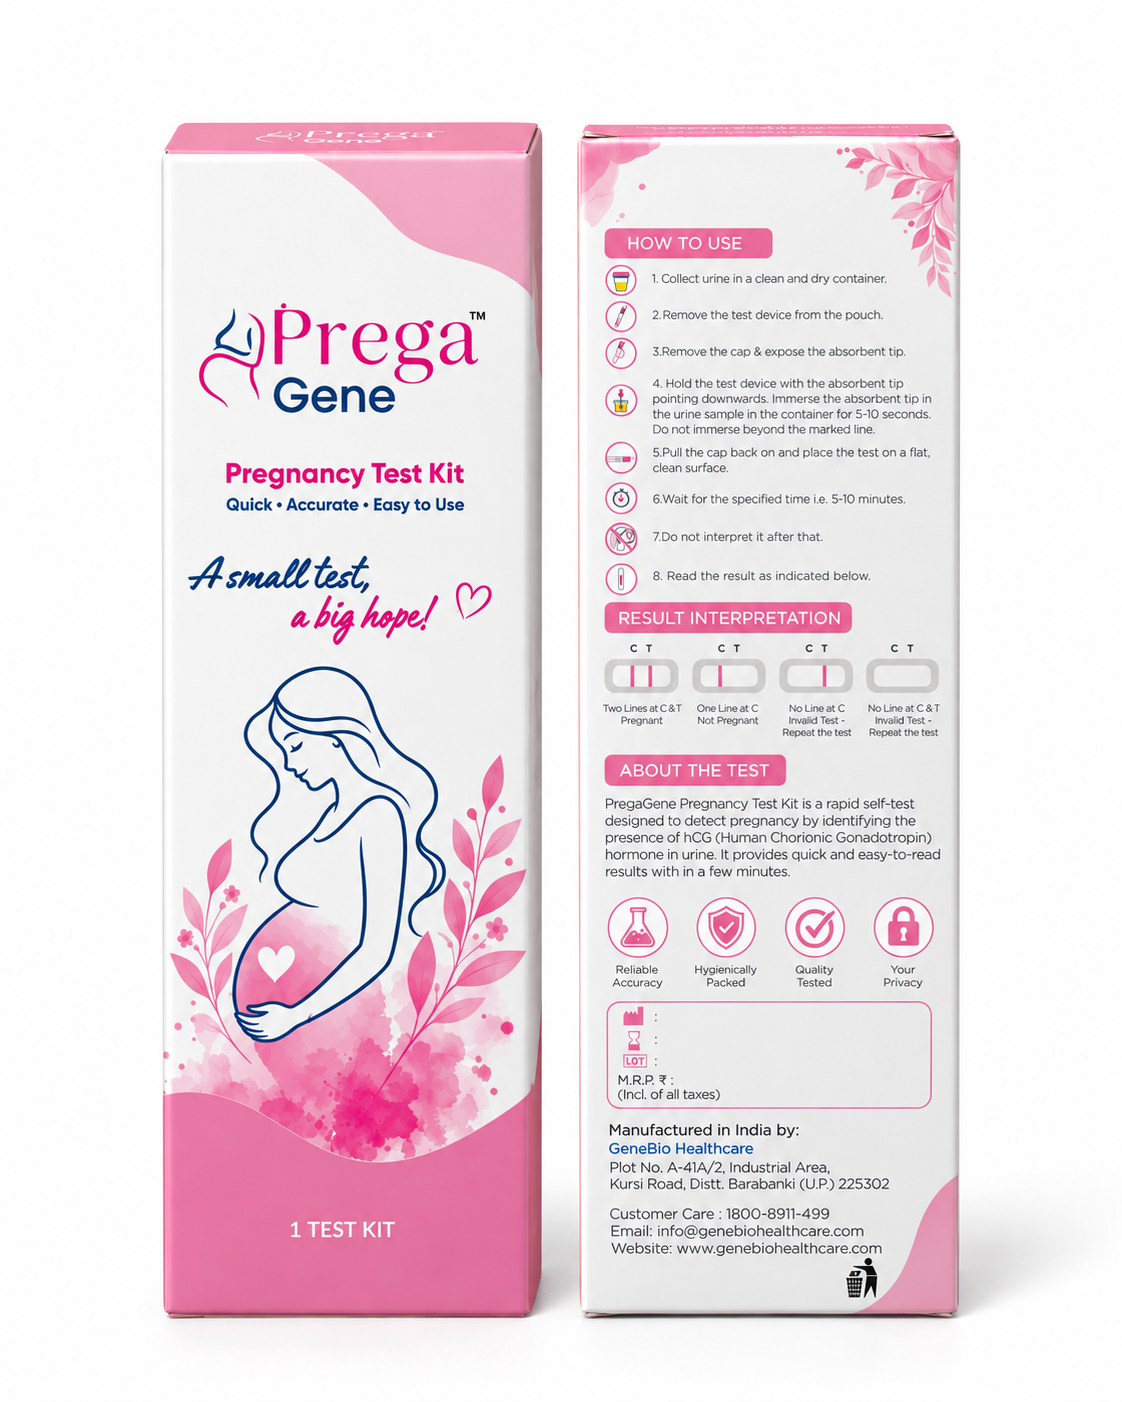 Prega
Gene
Prega™
Gene
Pregnancy Test Kit
Quick • Accurate • Easy to Use
A small test,
a big hope!
1 TEST KIT
HOW TO USE
1. Collect urine in a clean and dry container.
2.Remove the test device from the pouch.
3.Remove the cap & expose the absorbent tip.
4. Hold the test device with the absorbent tip
pointing downwards. Immerse the absorbent tip in
the urine sample in the container for 5-10 seconds.
Do not immerse beyond the marked line.
5.Pull the cap back on and place the test on a flat,
clean surface.
6.Wait for the specified time i.e. 5-10 minutes.
7.Do not interpret it after that.
8. Read the result as indicated below.
RESULT INTERPRETATION
C T
C T
C T
C T
Two Lines at C & T
Pregnant
One Line at C
Not Pregnant
No Line at C
Invalid Test -
Repeat the test
No Line at C & T
Invalid Test -
Repeat the test
ABOUT THE TEST
PregaGene Pregnancy Test Kit is a rapid self-test
designed to detect pregnancy by identifying the
presence of hCG (Human Chorionic Gonadotropin)
hormone in urine. It provides quick and easy-to-read
results with in a few minutes.
Reliable
Accuracy
Hygienically
Packed
Quality
Tested
Your
Privacy
:
:
LOT :
M.R.P. ₹ :
(Incl. of all taxes)
Manufactured in India by:
GeneBio Healthcare
Plot No. A-41A/2, Industrial Area,
Kursi Road, Distt. Barabanki (U.P.) 225302
Customer Care : 1800-8911-499
Email: info@genebiohealthcare.com
Website: www.genebiohealthcare.com